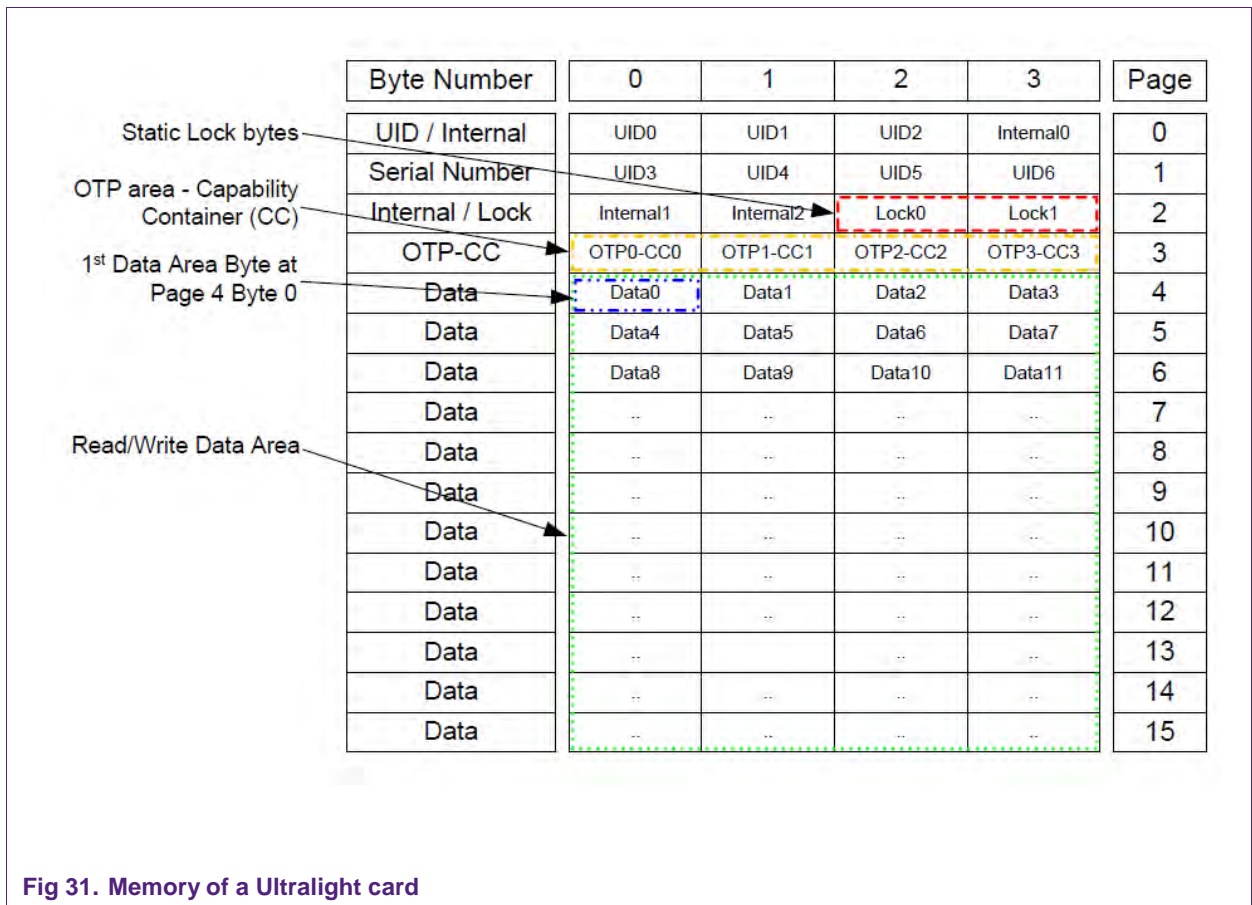 Byte Number 0 1 2 3 Page
Static Lock bytes
UID / Internal UID0 UID1 UID2 Internal0 0
Serial Number UID3 UID4 UID5 UID6 1
OTP area - Capability
Container (CC)
Internal / Lock Internal1 Internal2 Lock0 Lock1 2
OTP-CC OTP0-CC0 OTP1-CC1 OTP2-CC2 OTP3-CC3 3
1st Data Area Byte at
Page 4 Byte 0
Data Data0 Data1 Data2 Data3 4
Data Data4 Data5 Data6 Data7 5
Data Data8 Data9 Data10 Data11 6
Data .. .. .. .. 7
Read/Write Data Area
Data .. .. .. .. 8
Data .. .. .. .. 9
Data .. .. .. .. 10
Data .. .. .. .. 11
Data .. .. .. .. 12
Data .. .. .. 13
Data .. .. .. .. 14
Data .. .. .. .. 15
Fig 31. Memory of a Ultralight card